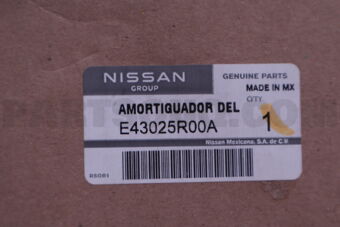 NISSAN
GROUP
GENUINE PARTS
MADE IN MX
QTY
AMORTIGUADOR DEL
E43025R00A
1
Nissan Mexicana, S.A. de C.V